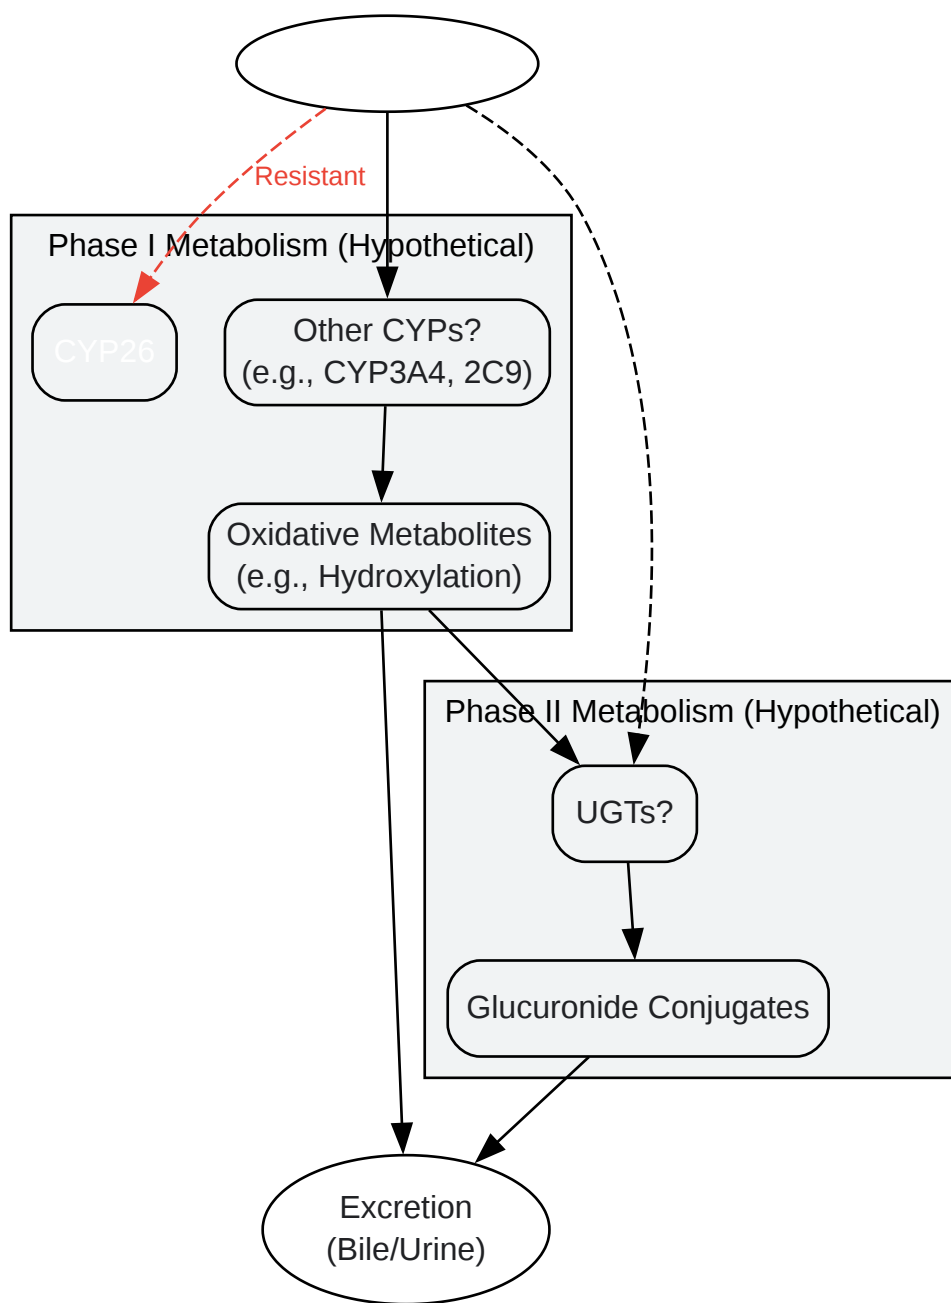 Resistant
Phase I Metabolism (Hypothetical)
CYP26
Other CYPs?
(e.g., CYP3A4, 2C9)
Oxidative Metabolites
(e.g., Hydroxylation)
Phase II Metabolism (Hypothetical)
UGTs?
Glucuronide Conjugates
Excretion
(Bile/Urine)